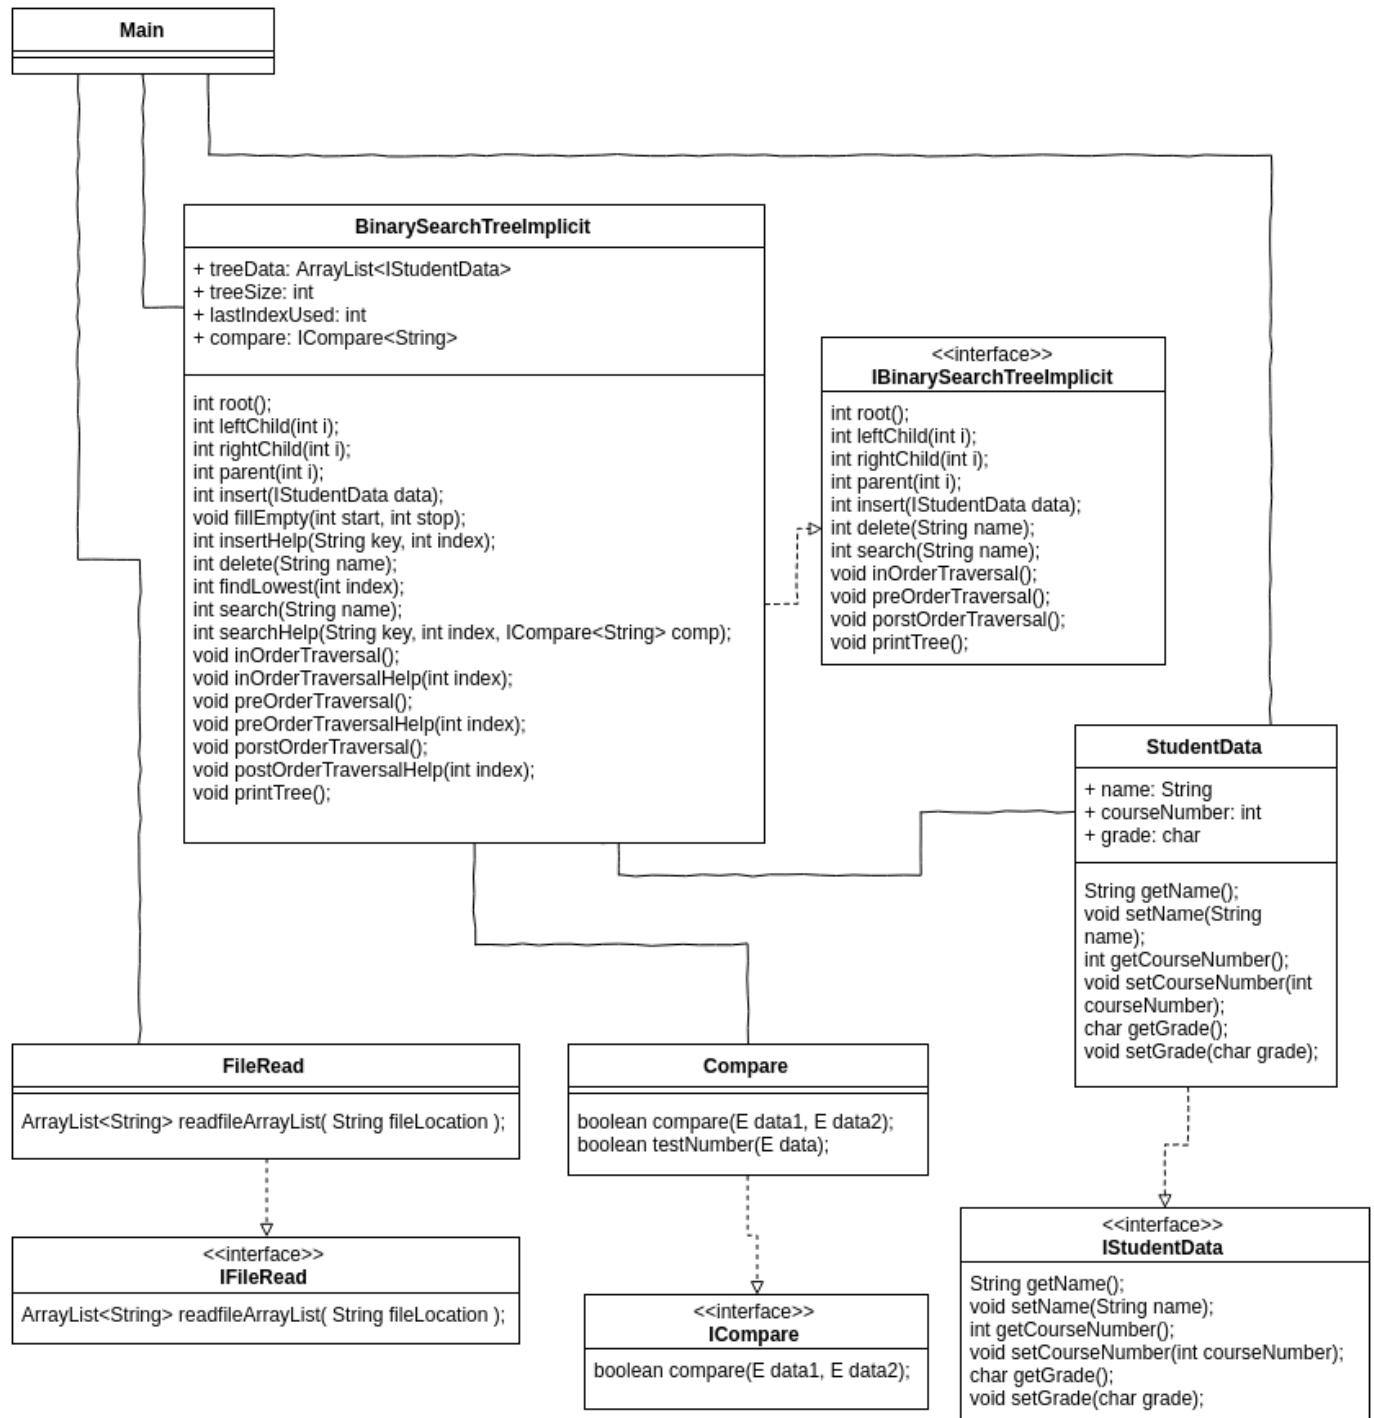 Main
BinarySearchTreeImplicit
+ treeData: ArrayList<IStudentData>
+ treeSize: int
+ lastIndexUsed: int
+ compare: ICompare<String>
int root();
int leftChild(int i);
int rightChild(int i);
int parent(int i);
int insert(IStudentData data);
void fillEmpty(int start, int stop);
int insertHelp(String key, int index);
int delete(String name);
int findLowest(int index);
int search(String name);
int searchHelp(String key, int index, ICompare<String> comp);
void inOrderTraversal();
void inOrderTraversalHelp(int index);
void preOrderTraversal();
void preOrderTraversalHelp(int index);
void porstOrderTraversal();
void postOrderTraversalHelp(int index);
void printTree();
<<interface>>
IBinarySearchTreeImplicit
int root();
int leftChild(int i);
int rightChild(int i);
int parent(int i);
int insert(IStudentData data);
int delete(String name);
int search(String name);
void inOrderTraversal();
void preOrderTraversal();
void porstOrderTraversal();
void printTree();
StudentData
+ name: String
+ courseNumber: int
+ grade: char
String getName();
void setName(String
name);
int getCourseNumber();
void setCourseNumber(int
courseNumber);
char getGrade();
void setGrade(char grade);
FileRead
ArrayList<String> readfileArrayList( String fileLocation );
Compare
boolean compare(E data1, E data2);
boolean testNumber(E data);
<<interface>>
IFileRead
ArrayList<String> readfileArrayList( String fileLocation );
<<interface>>
ICompare
boolean compare(E data1, E data2);
<<interface>>
IStudentData
String getName();
void setName(String name);
int getCourseNumber();
void setCourseNumber(int courseNumber);
char getGrade();
void setGrade(char grade);